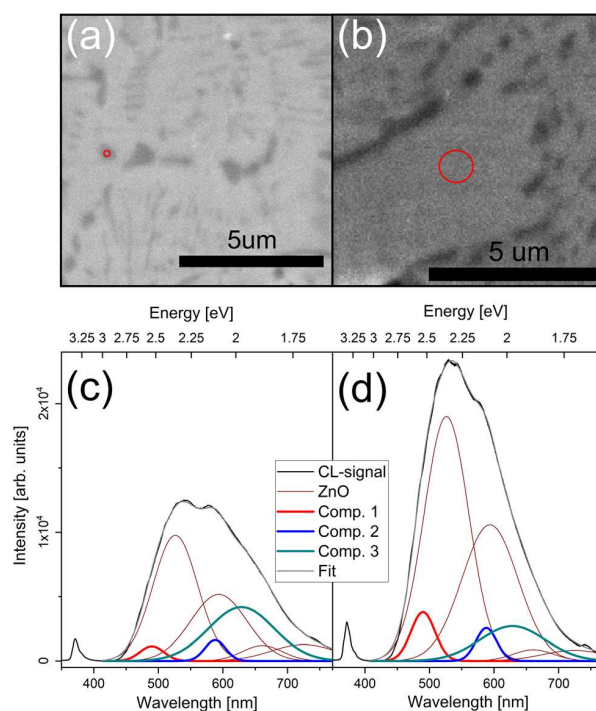 (a)
(b)
5um
5 um
Energy [eV]
Energy [eV]
3.25 3 2.75 2.5 2.25 2 1.75
3.25 3 2.75 2.5 2.25 2 1.75
(c)
(d)
Intensity [arb. units]
2x10⁴
1x10⁴
0
CL-signal
ZnO
Comp. 1
Comp. 2
Comp. 3
Fit
400 500 600 700
400 500 600 700
Wavelength [nm]
Wavelength [nm]